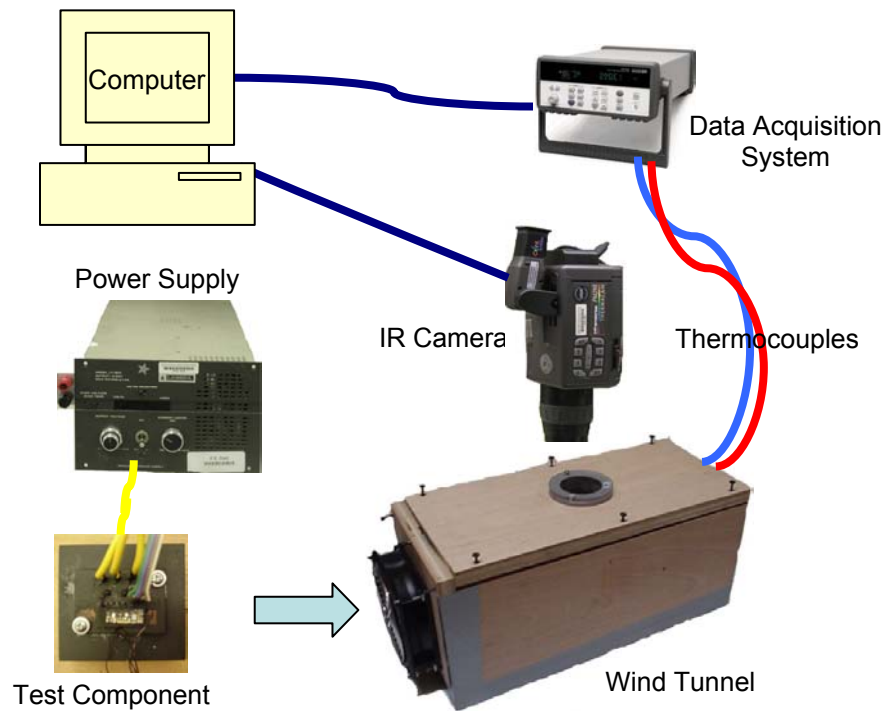 Computer
Data Acquisition
System
Power Supply
IR Camera
Thermocouples
Wind Tunnel
Test Component